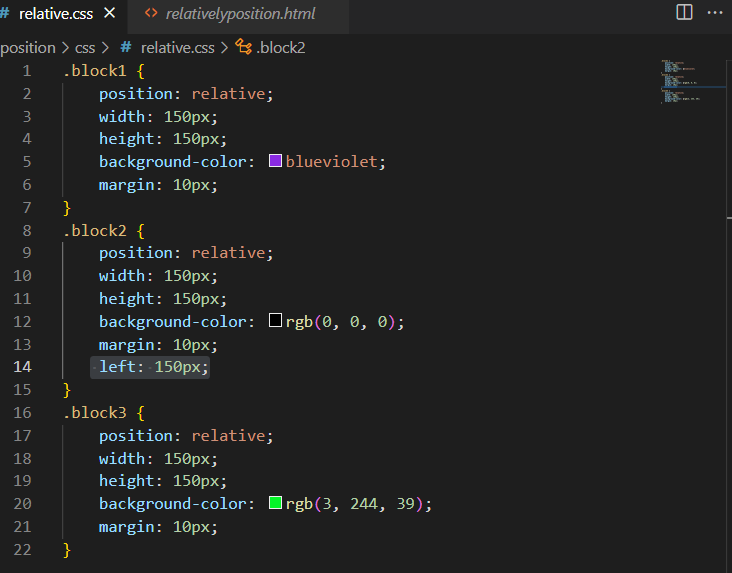 # relative.css × <> relativelyposition.html ···
position > css > # relative.css > .block2
1 .block1 {
2 position: relative;
3 width: 150px;
4 height: 150px;
5 background-color: blueviolet;
6 margin: 10px;
7 }
8 .block2 {
9 position: relative;
10 width: 150px;
11 height: 150px;
12 background-color: rgb(0, 0, 0);
13 margin: 10px;
14 left: 150px;
15 }
16 .block3 {
17 position: relative;
18 width: 150px;
19 height: 150px;
20 background-color: rgb(3, 244, 39);
21 margin: 10px;
22 }